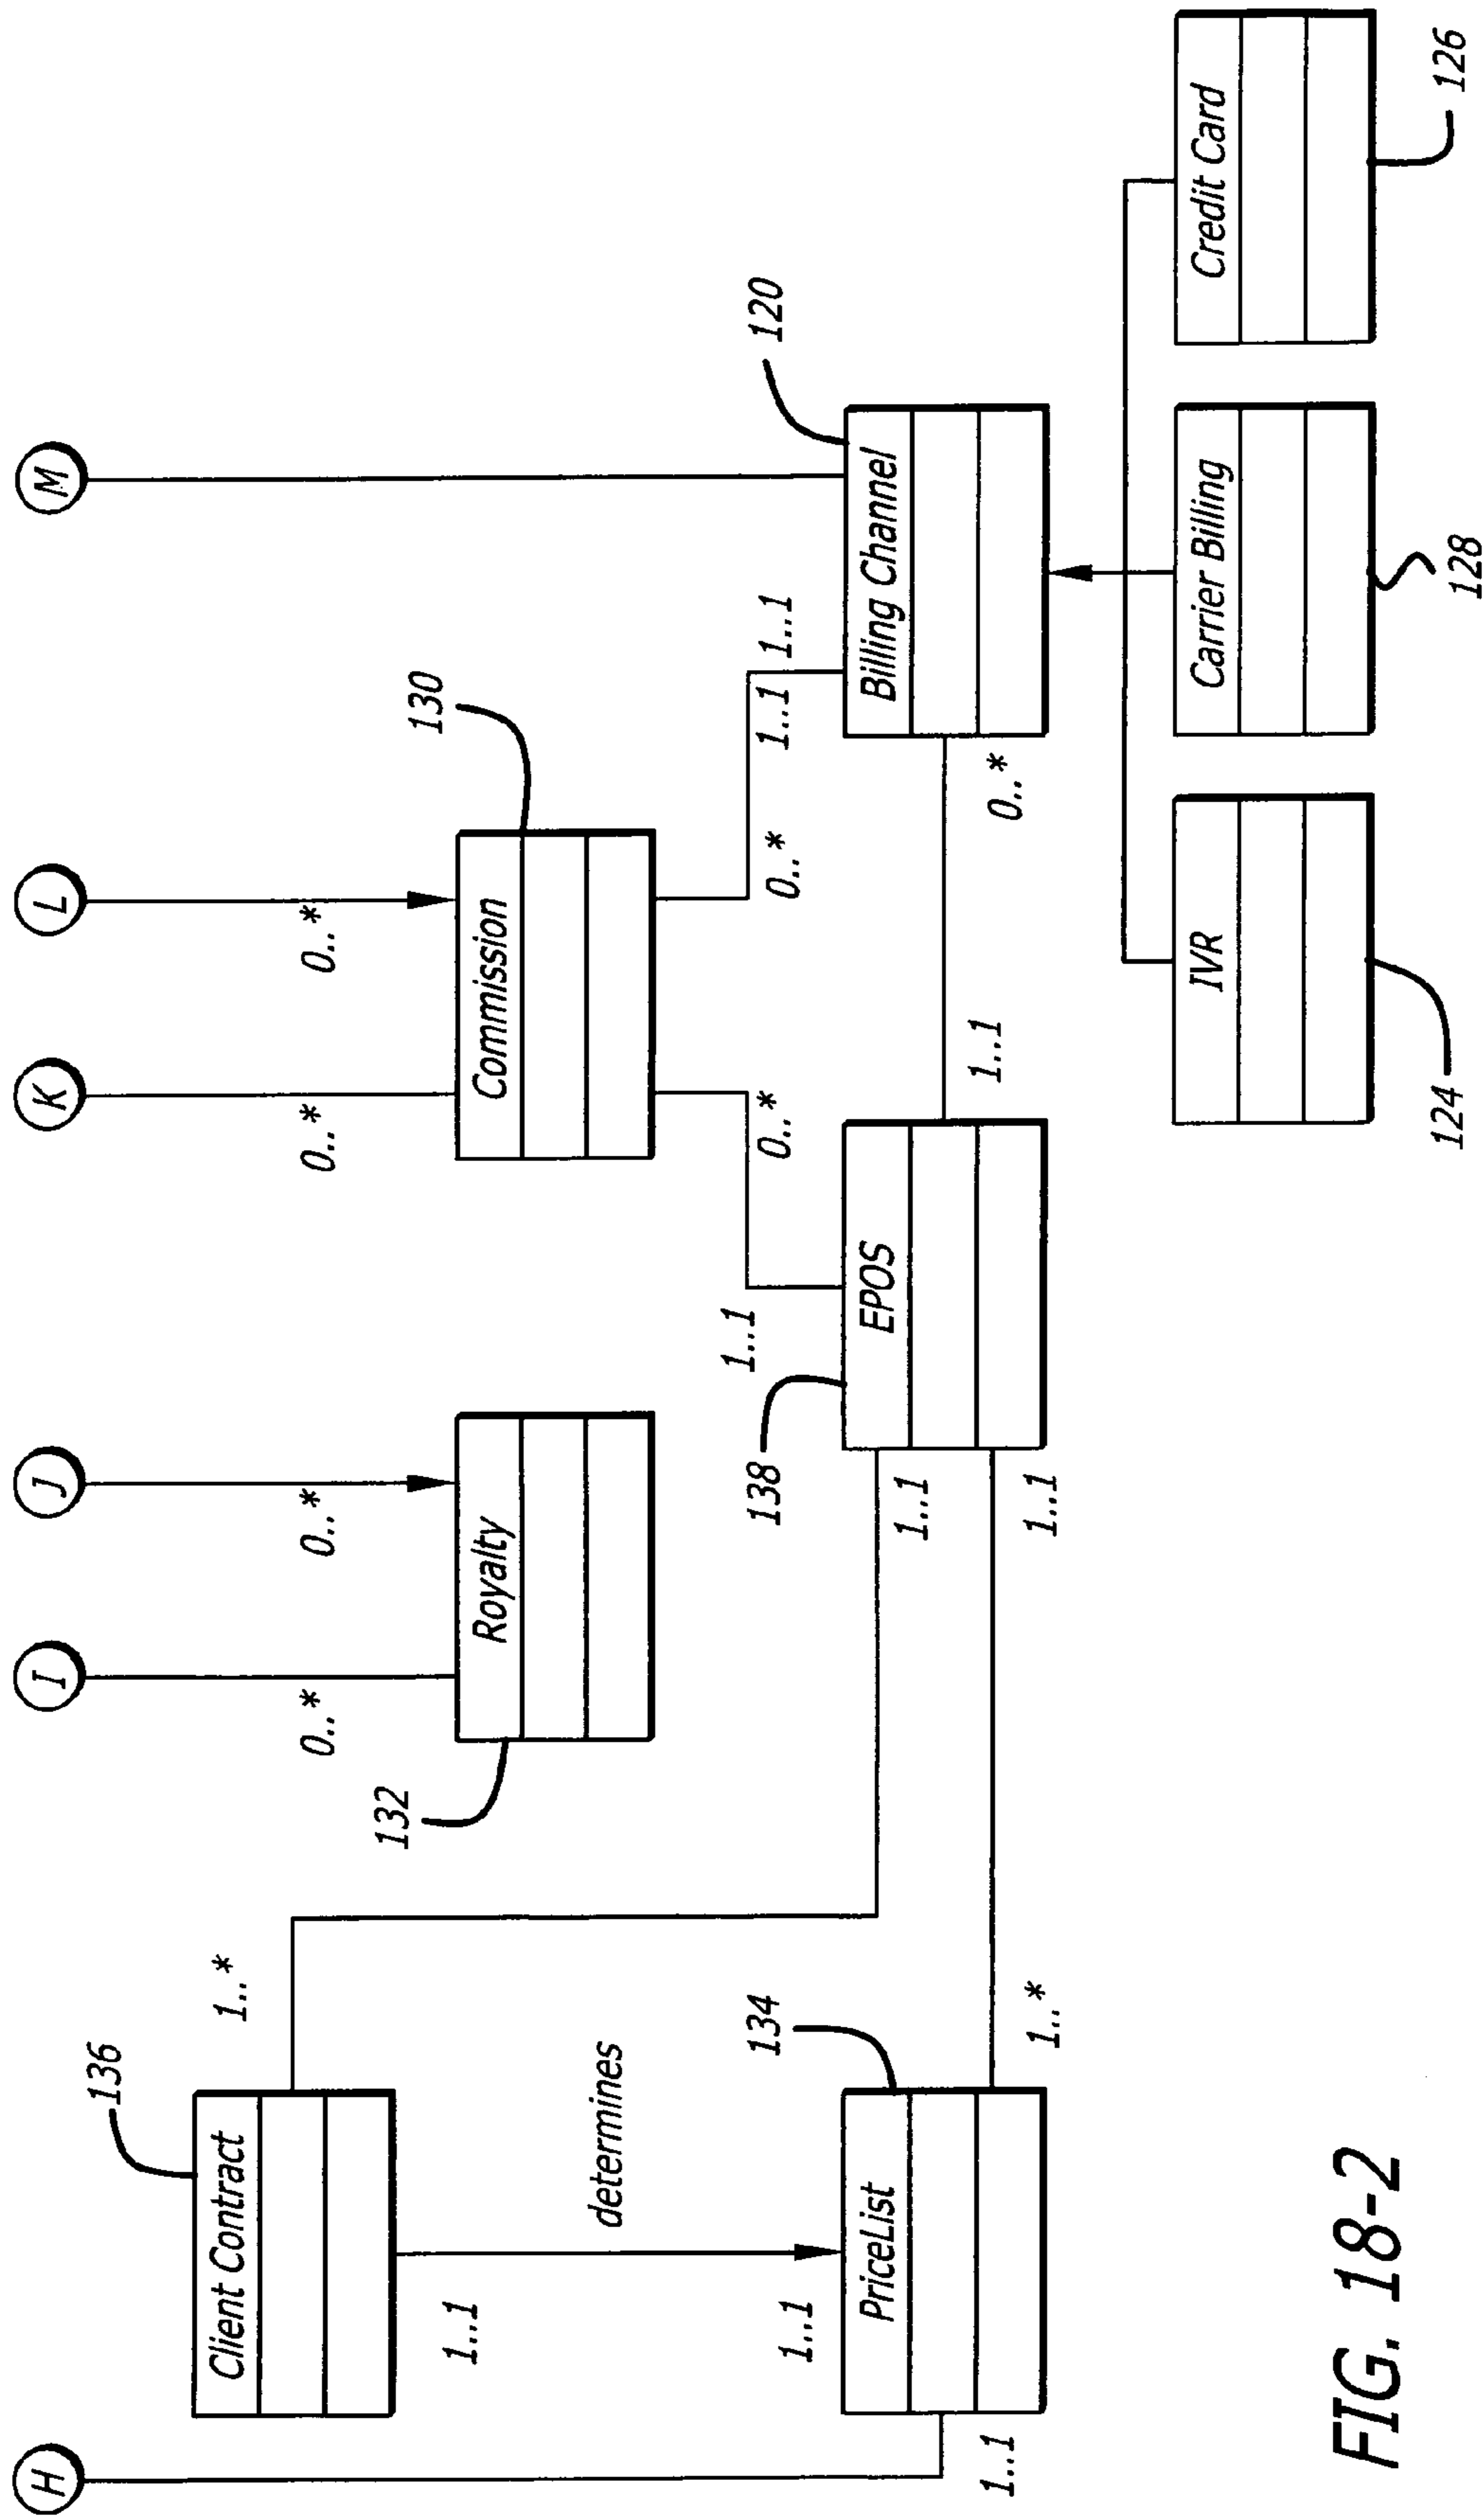 H
I
J
K
L
M
136
Client Contract
1..*
0..*
0..*
0..*
0..*
132
130
1..1
Royalty
Commission
determines
134
138
1..1
0..*
0..*
1..1
1..1
120
1..1
PriceList
EPOS
Billing Channel
1..1
1..1
1..*
1..1
1..1
0..*
IVR
Carrier Billing
Credit Card
124
128
126
FIG. 18-2